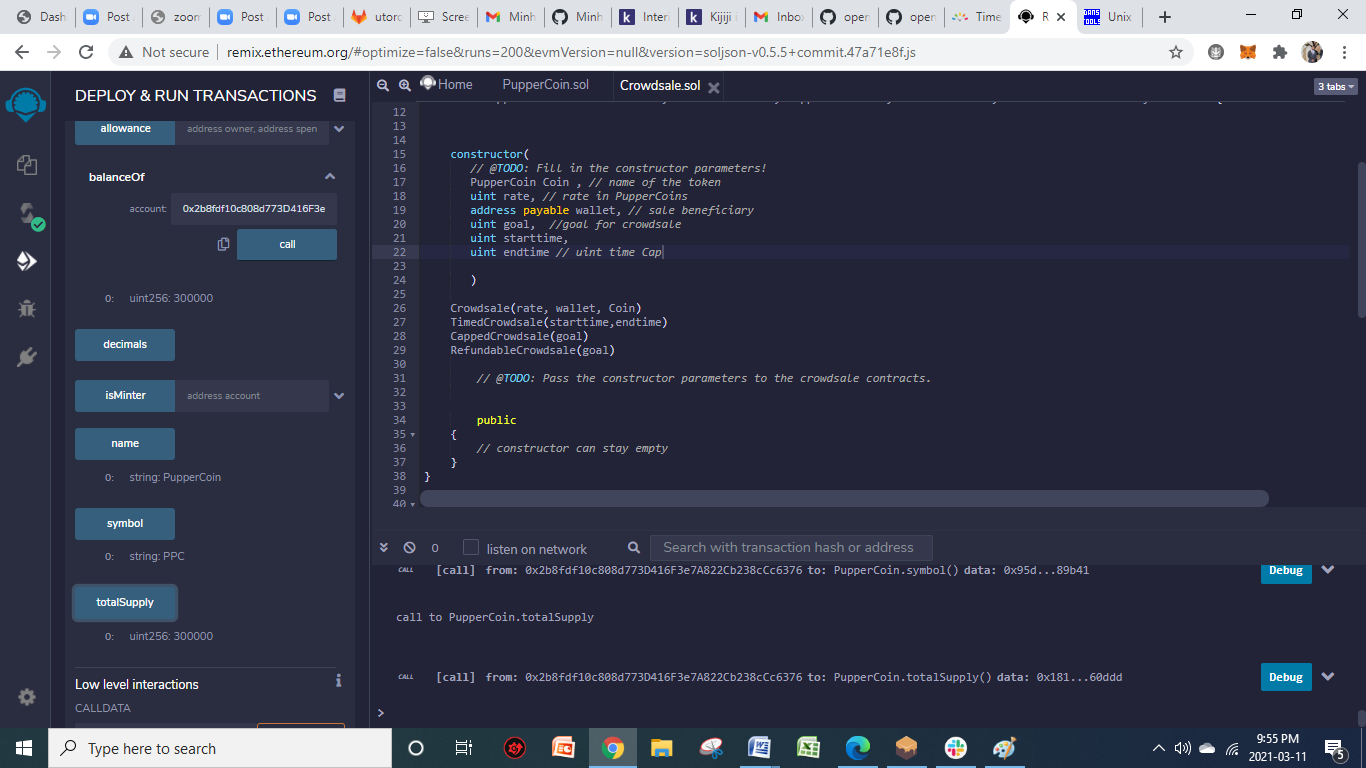 Dash
Post
zoom
Post
Post
utorc
Scree
Minh
Minh
Inter
Kijiji
Inbo
open
open
Time
R
Unix
Not secure | remix.ethereum.org/#optimize=false&runs=200&evmVersion=null&version=soljson-v0.5.5+commit.47a71e8f.js
DEPLOY & RUN TRANSACTIONS
allowance
address owner, address spen
balanceOf
account:
0x2b8fdf10c808d773D416F3e
call
0: uint256: 300000
decimals
isMinter
address account
name
0: string: PupperCoin
symbol
0: string: PPC
totalSupply
0: uint256: 300000
Low level interactions
CALLDATA
Home
PupperCoin.sol
Crowdsale.sol
3 tabs
12
13
14
15 constructor(
16 // @TODO: Fill in the constructor parameters!
17 PupperCoin Coin , // name of the token
18 uint rate, // rate in PupperCoins
19 address payable wallet, // sale beneficiary
20 uint goal, //goal for crowdsale
21 uint starttime,
22 uint endtime // uint time Cap
23
24 )
25
26 Crowdsale(rate, wallet, Coin)
27 TimedCrowdsale(starttime,endtime)
28 CappedCrowdsale(goal)
29 RefundableCrowdsale(goal)
30
31 // @TODO: Pass the constructor parameters to the crowdsale contracts.
32
33
34 public
35 {
36 // constructor can stay empty
37 }
38 }
39
40
0
listen on network
Search with transaction hash or address
CALL [call] from: 0x2b8fdf10c808d773D416F3e7A822Cb238cCc6376 to: PupperCoin.symbol() data: 0x95d...89b41
Debug
call to PupperCoin.totalSupply
CALL [call] from: 0x2b8fdf10c808d773D416F3e7A822Cb238cCc6376 to: PupperCoin.totalSupply() data: 0x181...60ddd
Debug
>
Type here to search
9:55 PM
2021-03-11
5